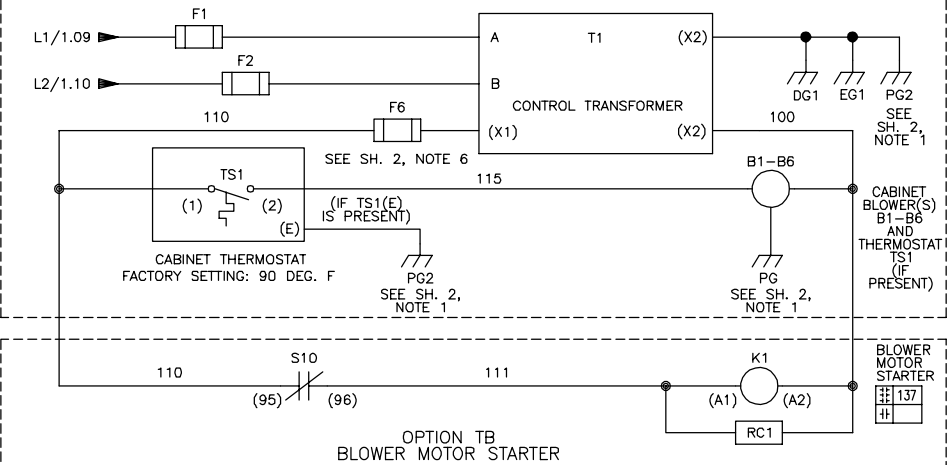 F1
L1/1.09
A
T1
(X2)
F2
L2/1.10
B
DG1
EG1
PG2
SEE
SH. 2,
NOTE 1
CONTROL TRANSFORMER
110
F6
(X1)
(X2)
100
SEE SH. 2, NOTE 6
B1-B6
TS1
115
(1)
(2)
(IF TS1(E)
IS PRESENT)
(E)
CABINET
BLOWER(S)
B1-B6
AND
THERMOSTAT
TS1
(IF
PRESENT)
CABINET THERMOSTAT
FACTORY SETTING: 90 DEG. F
PG2
SEE SH. 2,
NOTE 1
PG
SEE SH. 2,
NOTE 1
110
S10
111
K1
(95)
(96)
(A1)
(A2)
BLOWER
MOTOR
STARTER
137
RC1
OPTION TB
BLOWER MOTOR STARTER